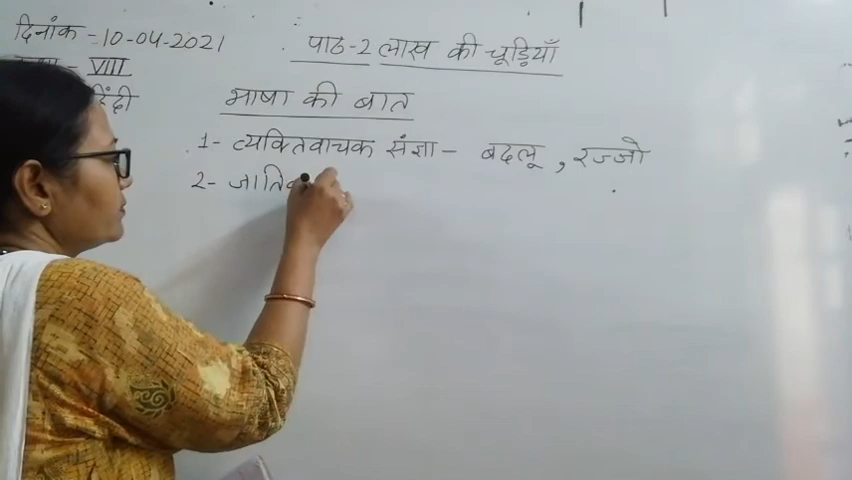 दिनांक -10-04-2021
पाठ-2 लाख की चूड़ियाँ
- VIII
हिंदी
भाषा की बात
1- व्यक्तिवाचक संज्ञा - बदलू , रज्जो
2- जाति